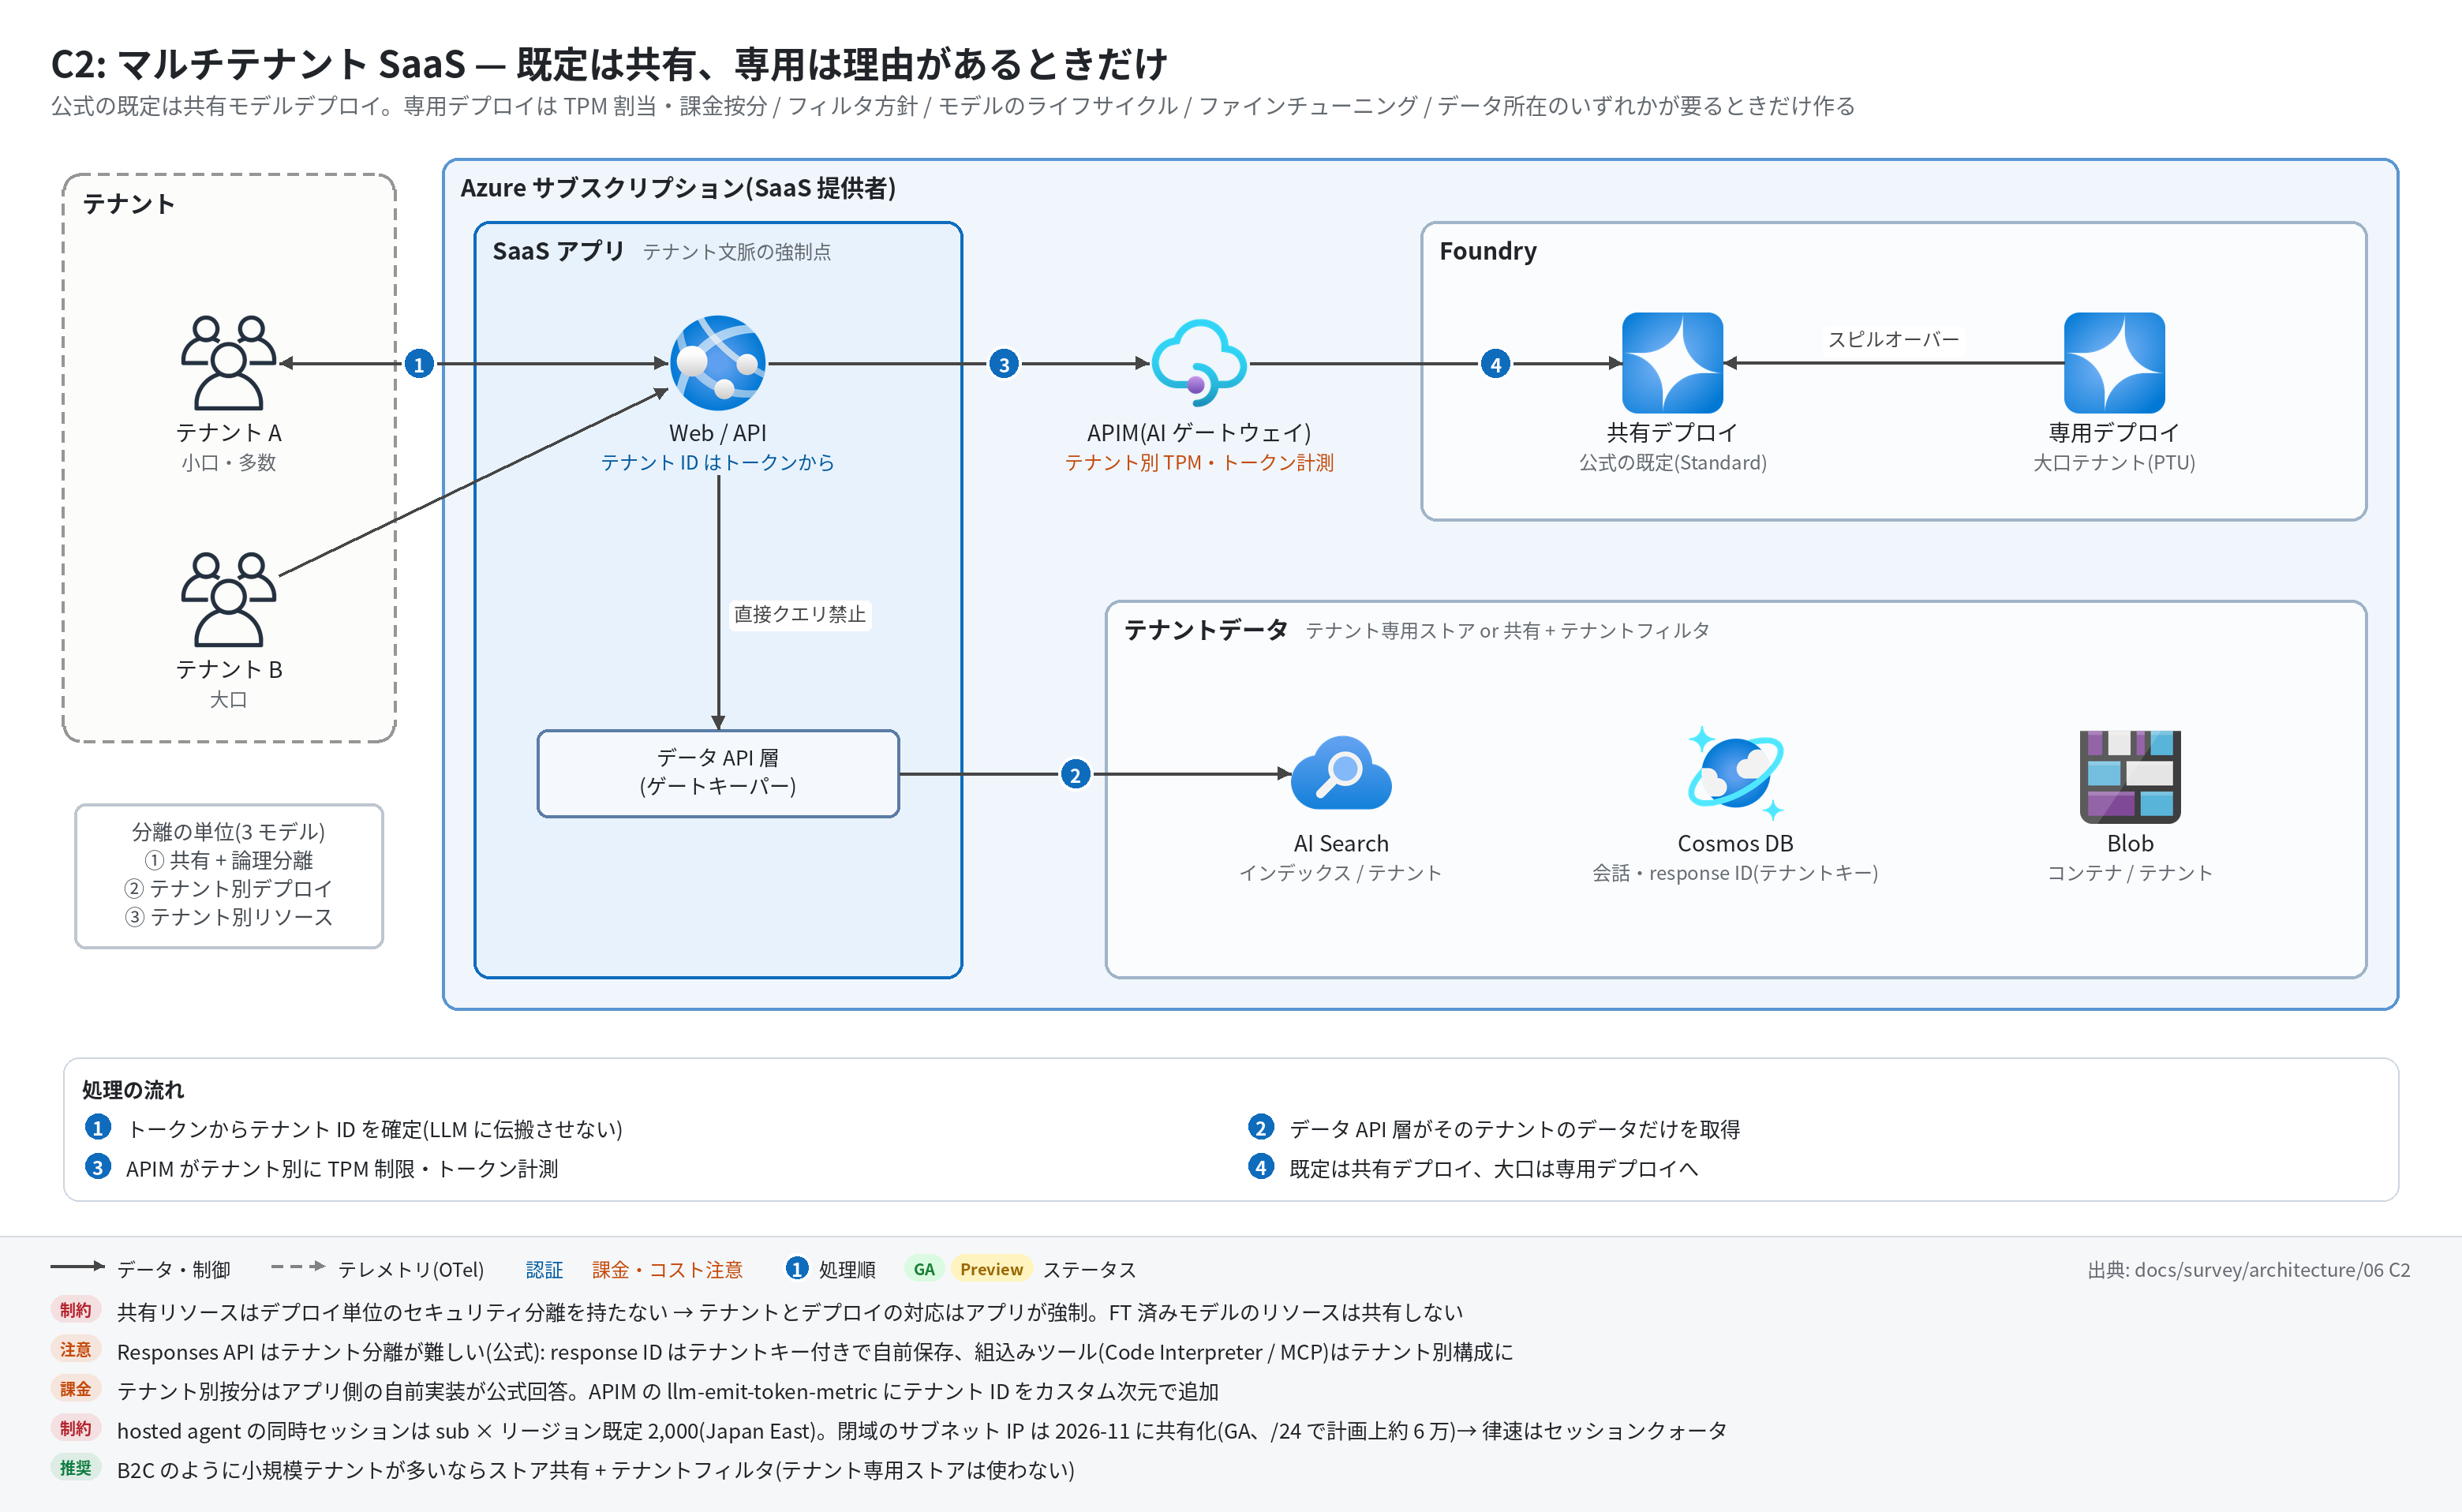 C2: マルチテナント SaaS — 既定は共有、専用は理由があるときだけ
公式の既定は共有モデルデプロイ。専用デプロイは TPM 割当・課金按分 / フィルタ方針 / モデルのライフサイクル / ファインチューニング / データ所在のいずれかが要るときだけ作る
テナント
Azure サブスクリプション(SaaS 提供者)
SaaS アプリ テナント文脈の強制点
Foundry
1
3
4
スピルオーバー
テナント A
小口・多数
Web / API
テナント ID はトークンから
APIM(AI ゲートウェイ)
テナント別 TPM・トークン計測
共有デプロイ
公式の既定(Standard)
専用デプロイ
大口テナント(PTU)
テナント B
大口
直接クエリ禁止
テナントデータ テナント専用ストア or 共有 + テナントフィルタ
データ API 層
(ゲートキーパー)
2
AI Search
インデックス / テナント
Cosmos DB
会話・response ID(テナントキー)
Blob
コンテナ / テナント
分離の単位(3 モデル)
① 共有 + 論理分離
② テナント別デプロイ
③ テナント別リソース
処理の流れ
1 トークンからテナント ID を確定(LLM に伝搬させない)
2 データ API 層がそのテナントのデータだけを取得
3 APIM がテナント別に TPM 制限・トークン計測
4 既定は共有デプロイ、大口は専用デプロイへ
データ・制御 テレメトリ(OTel) 認証 課金・コスト注意 1 処理順 GA Preview ステータス
出典: docs/survey/architecture/06 C2
制約 共有リソースはデプロイ単位のセキュリティ分離を持たない → テナントとデプロイの対応はアプリが強制。FT 済みモデルのリソースは共有しない
注意 Responses API はテナント分離が難しい(公式): response ID はテナントキー付きで自前保存、組込みツール(Code Interpreter / MCP)はテナント別構成に
課金 テナント別按分はアプリ側の自前実装が公式回答。APIM の llm-emit-token-metric にテナント ID をカスタム次元で追加
制約 hosted agent の同時セッションは sub × リージョン既定 2,000(Japan East)。閉域のサブネット IP は 2026-11 に共有化(GA、/24 で計画上約 6 万)→ 律速はセッションクォータ
推奨 B2C のように小規模テナントが多いならストア共有 + テナントフィルタ(テナント専用ストアは使わない)